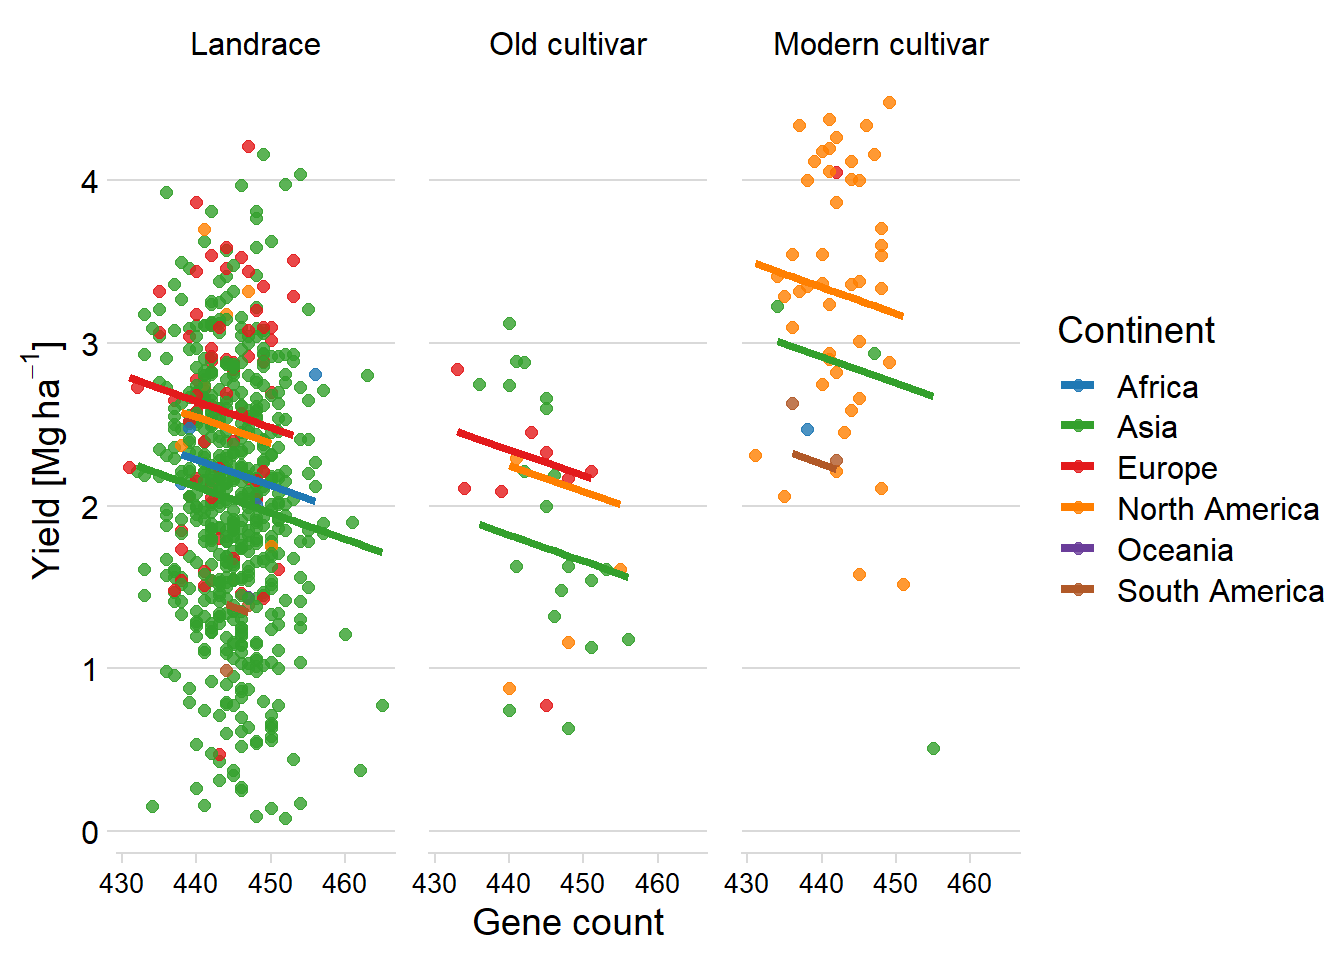 Landrace
Old cultivar
Modern cultivar
Yield [Mg ha⁻¹]
4
3
2
1
0
430 440 450 460
430 440 450 460
430 440 450 460
Gene count
Continent
Africa
Asia
Europe
North America
Oceania
South America